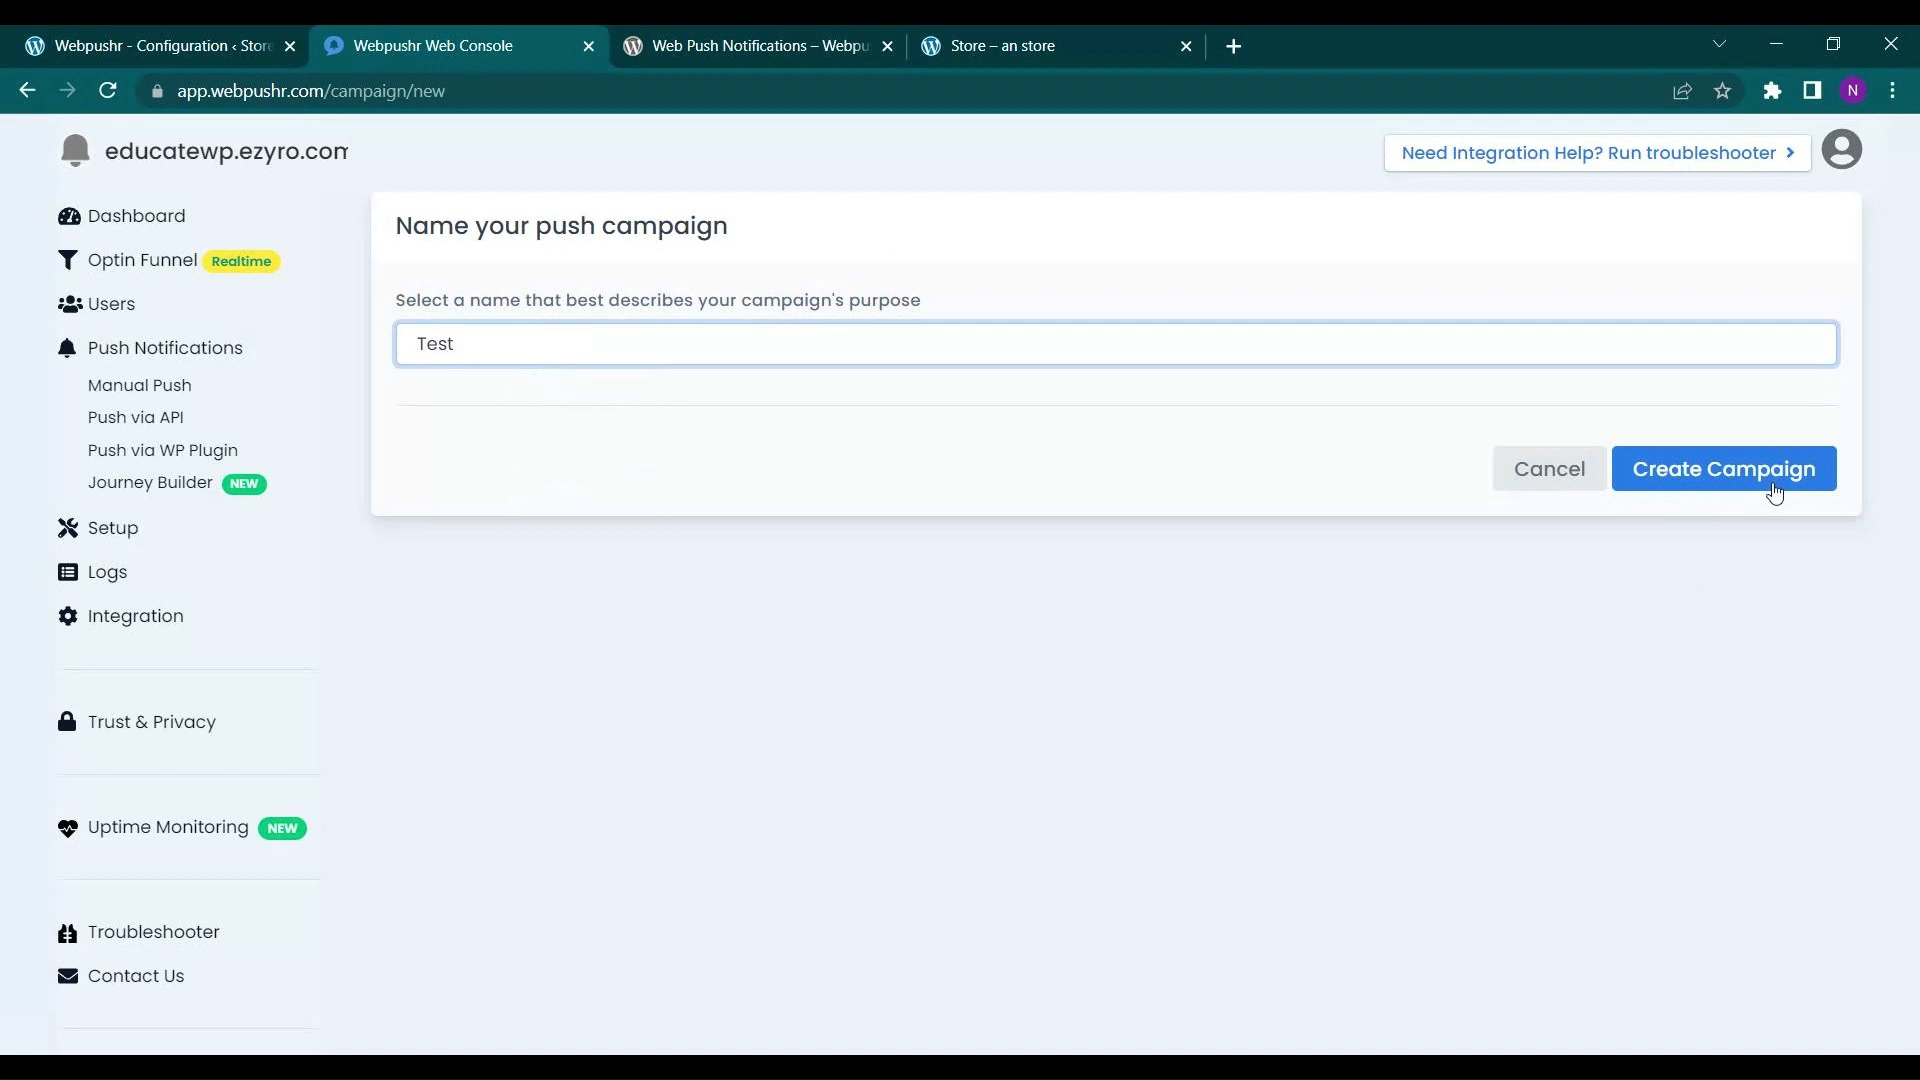 Webpushr - Configuration ‹ Store
Webpushr Web Console
Web Push Notifications – Webpu
Store – an store
app.webpushr.com/campaign/new
N
educatewp.ezyro.com
Need Integration Help? Run troubleshooter
Dashboard
Optin Funnel Realtime
Users
Push Notifications
Manual Push
Push via API
Push via WP Plugin
Journey Builder NEW
Setup
Logs
Integration
Trust & Privacy
Uptime Monitoring NEW
Troubleshooter
Contact Us
Name your push campaign
Select a name that best describes your campaign's purpose
Test
Cancel
Create Campaign